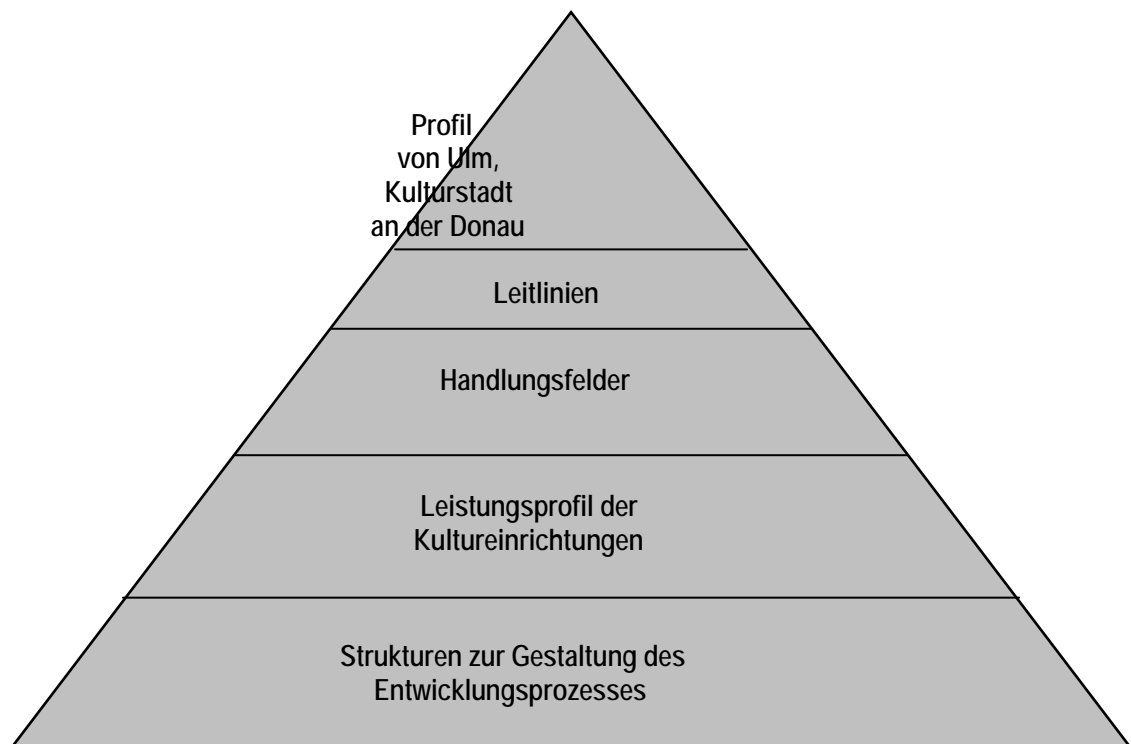 Profil
von Ulm,
Kulturstadt
an der Donau
Leitlinien
Handlungsfelder
Leistungsprofil der
Kultureinrichtungen
Strukturen zur Gestaltung des
Entwicklungsprozesses